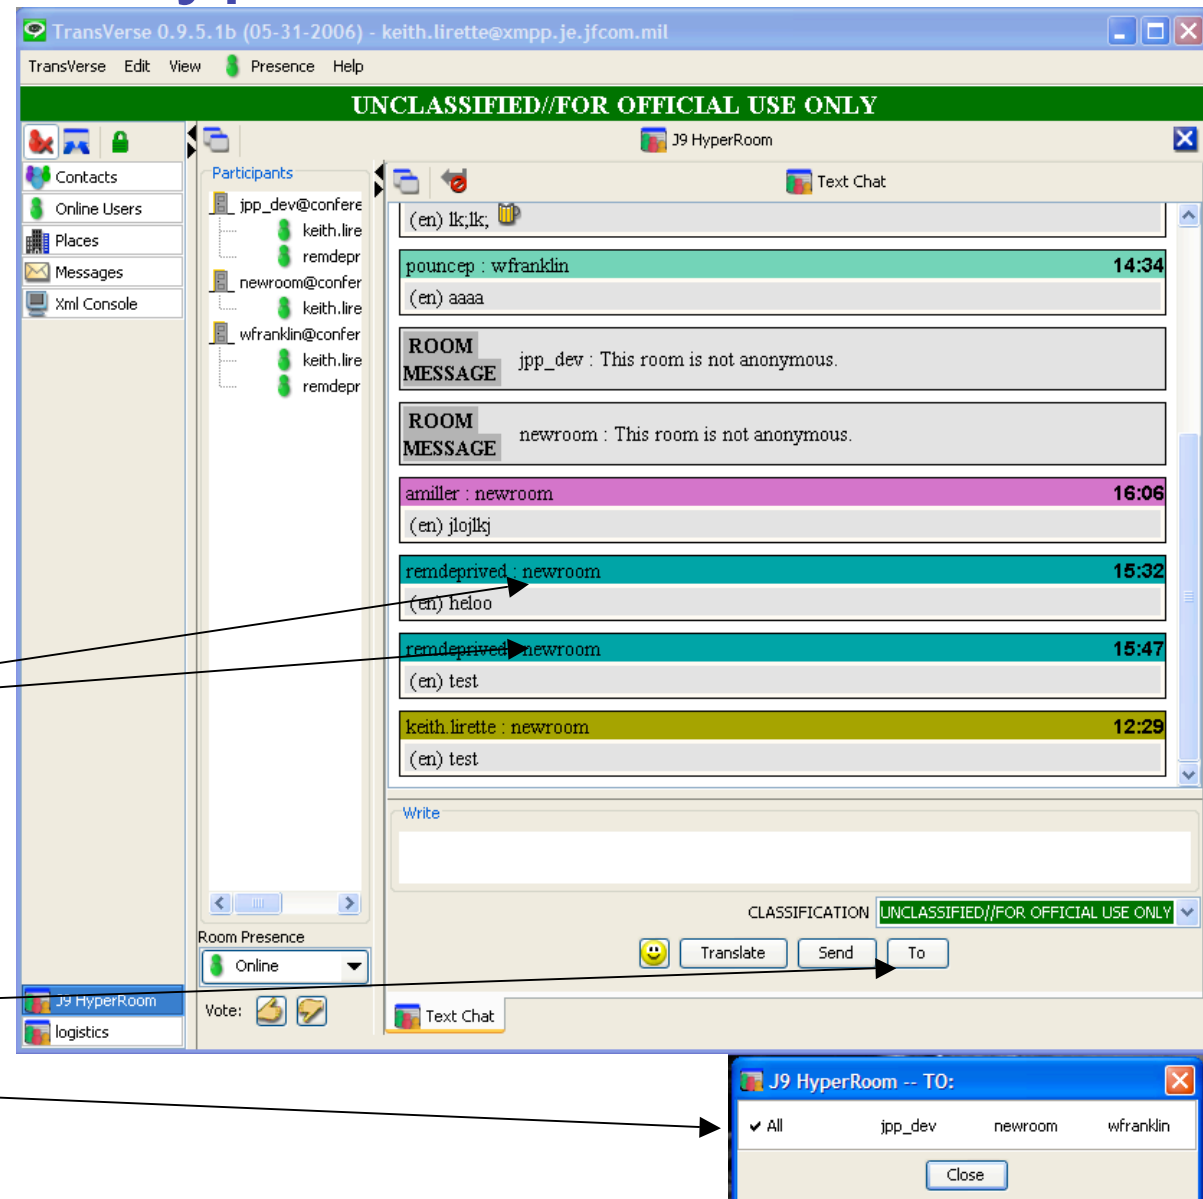 TransVerse 0.9.5.1b (05-31-2006) - keith.lirette@xmpp.je.jfcom.mil
TransVerse Edit View Presence Help
UNCLASSIFIED//FOR OFFICIAL USE ONLY
J9 HyperRoom
Contacts
Online Users
Places
Messages
Xml Console
Participants
jpp_dev@confere
keith.lire
remdepr
newroom@confer
keith.lire
wfranklin@confer
keith.lire
remdepr
Text Chat
(en) lk;lk;
pouncep : wfranklin 14:34
(en) aaaa
ROOM MESSAGE jpp_dev : This room is not anonymous.
ROOM MESSAGE newroom : This room is not anonymous.
amiller : newroom 16:06
(en) jlojlkj
remdeprived : newroom 15:32
(en) heloo
remdeprived : newroom 15:47
(en) test
keith.lirette : newroom 12:29
(en) test
Write
CLASSIFICATION UNCLASSIFIED//FOR OFFICIAL USE ONLY
Translate Send To
Room Presence
Online
Vote:
Text Chat
J9 HyperRoom
logistics
J9 HyperRoom -- TO:
All jpp_dev newroom wfranklin
Close